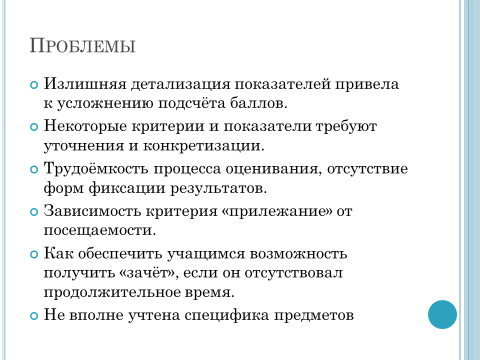 Проблемы
Излишняя детализация показателей привела
к усложнению подсчёта баллов.
Некоторые критерии и показатели требуют
уточнения и конкретизации.
Трудоёмкость процесса оценивания, отсутствие
форм фиксации результатов.
Зависимость критерия «прилежание» от
посещаемости.
Как обеспечить учащимся возможность
получить «зачёт», если он отсутствовал
продолжительное время.
Не вполне учтена специфика предметов